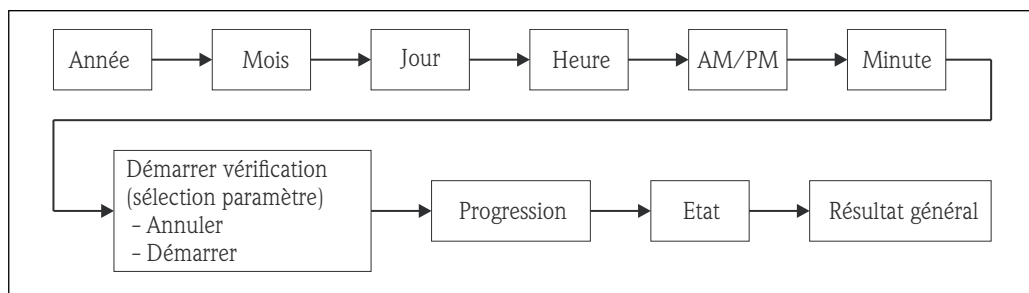 Année
Mois
Jour
Heure
AM/PM
Minute
Démarrer vérification
(sélection paramètre)
– Annuler
– Démarrer
Progression
Etat
Résultat général